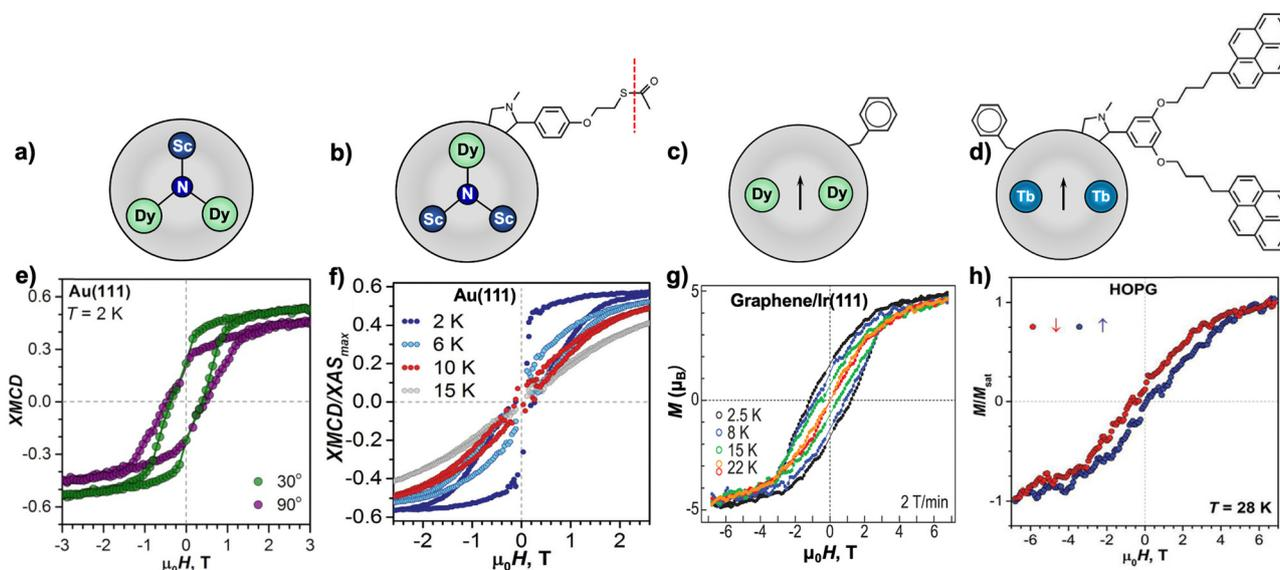 a)
Sc
N
Dy
Dy
b)
N
O
S
O
Dy
N
Sc
Sc
c)
Dy
Dy
d)
N
O
O
Tb
Tb
e)
Au(111)
T = 2 K
XMCD
0.6
0.3
0.0
-0.3
-0.6
30°
90°
-3 -2 -1 0 1 2 3
μ₀H, T
f)
Au(111)
2 K
6 K
10 K
15 K
XMCD/XAS_max
0.6
0.4
0.2
0.0
-0.2
-0.4
-0.6
-2 -1 0 1 2
μ₀H, T
g)
Graphene/Ir(111)
M (μB)
5
0
-5
2.5 K
8 K
15 K
22 K
2 T/min
-6 -4 -2 0 2 4 6
μ₀H, T
h)
HOPG
↓ ↑
M/Msat
1
0
-1
T = 28 K
-6 -4 -2 0 2 4 6
μ₀H, T